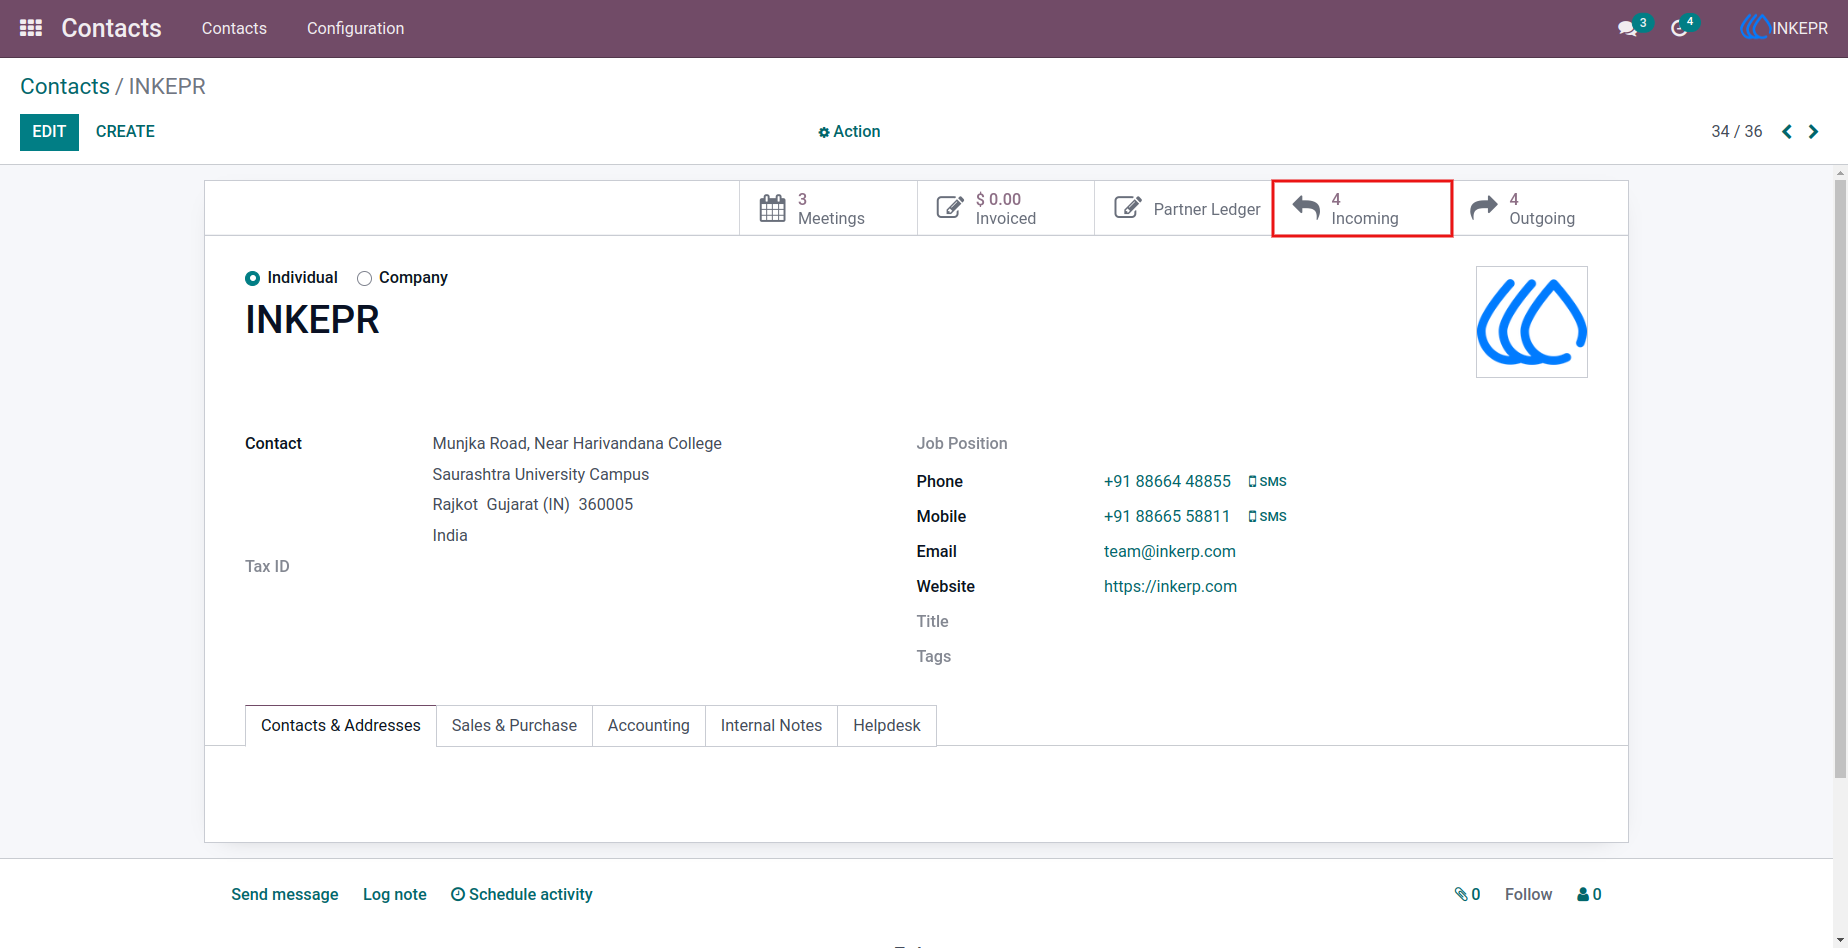 Contacts Contacts Configuration 3 4 INKEPR
Contacts / INKEPR
EDIT CREATE Action 34 / 36
3 Meetings
$ 0.00 Invoiced
Partner Ledger
4 Incoming
4 Outgoing
Individual Company
INKEPR
Contact
Munjka Road, Near Harivandana College
Saurashtra University Campus
Rajkot Gujarat (IN) 360005
India
Tax ID
Job Position
Phone +91 88664 48855 SMS
Mobile +91 88665 58811 SMS
Email team@inkerp.com
Website https://inkerp.com
Title
Tags
Contacts & Addresses Sales & Purchase Accounting Internal Notes Helpdesk
Send message Log note Schedule activity 0 Follow 0